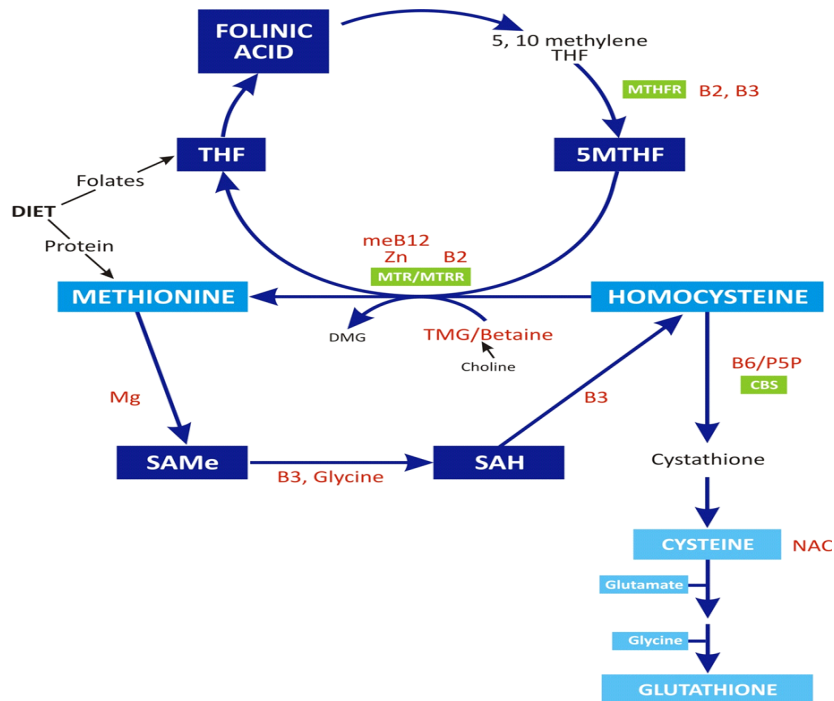 FOLINIC
ACID
5, 10 methylene
THF
MTHFR B2, B3
THF
5MTHF
Folates
DIET
Protein
meB12
Zn B2
MTR/MTRR
METHIONINE
HOMOCYSTEINE
DMG
TMG/Betaine
Choline
B6/P5P
CBS
Mg
B3
SAMe
B3, Glycine
SAH
Cystathione
CYSTEINE NAC
Glutamate
Glycine
GLUTATHIONE